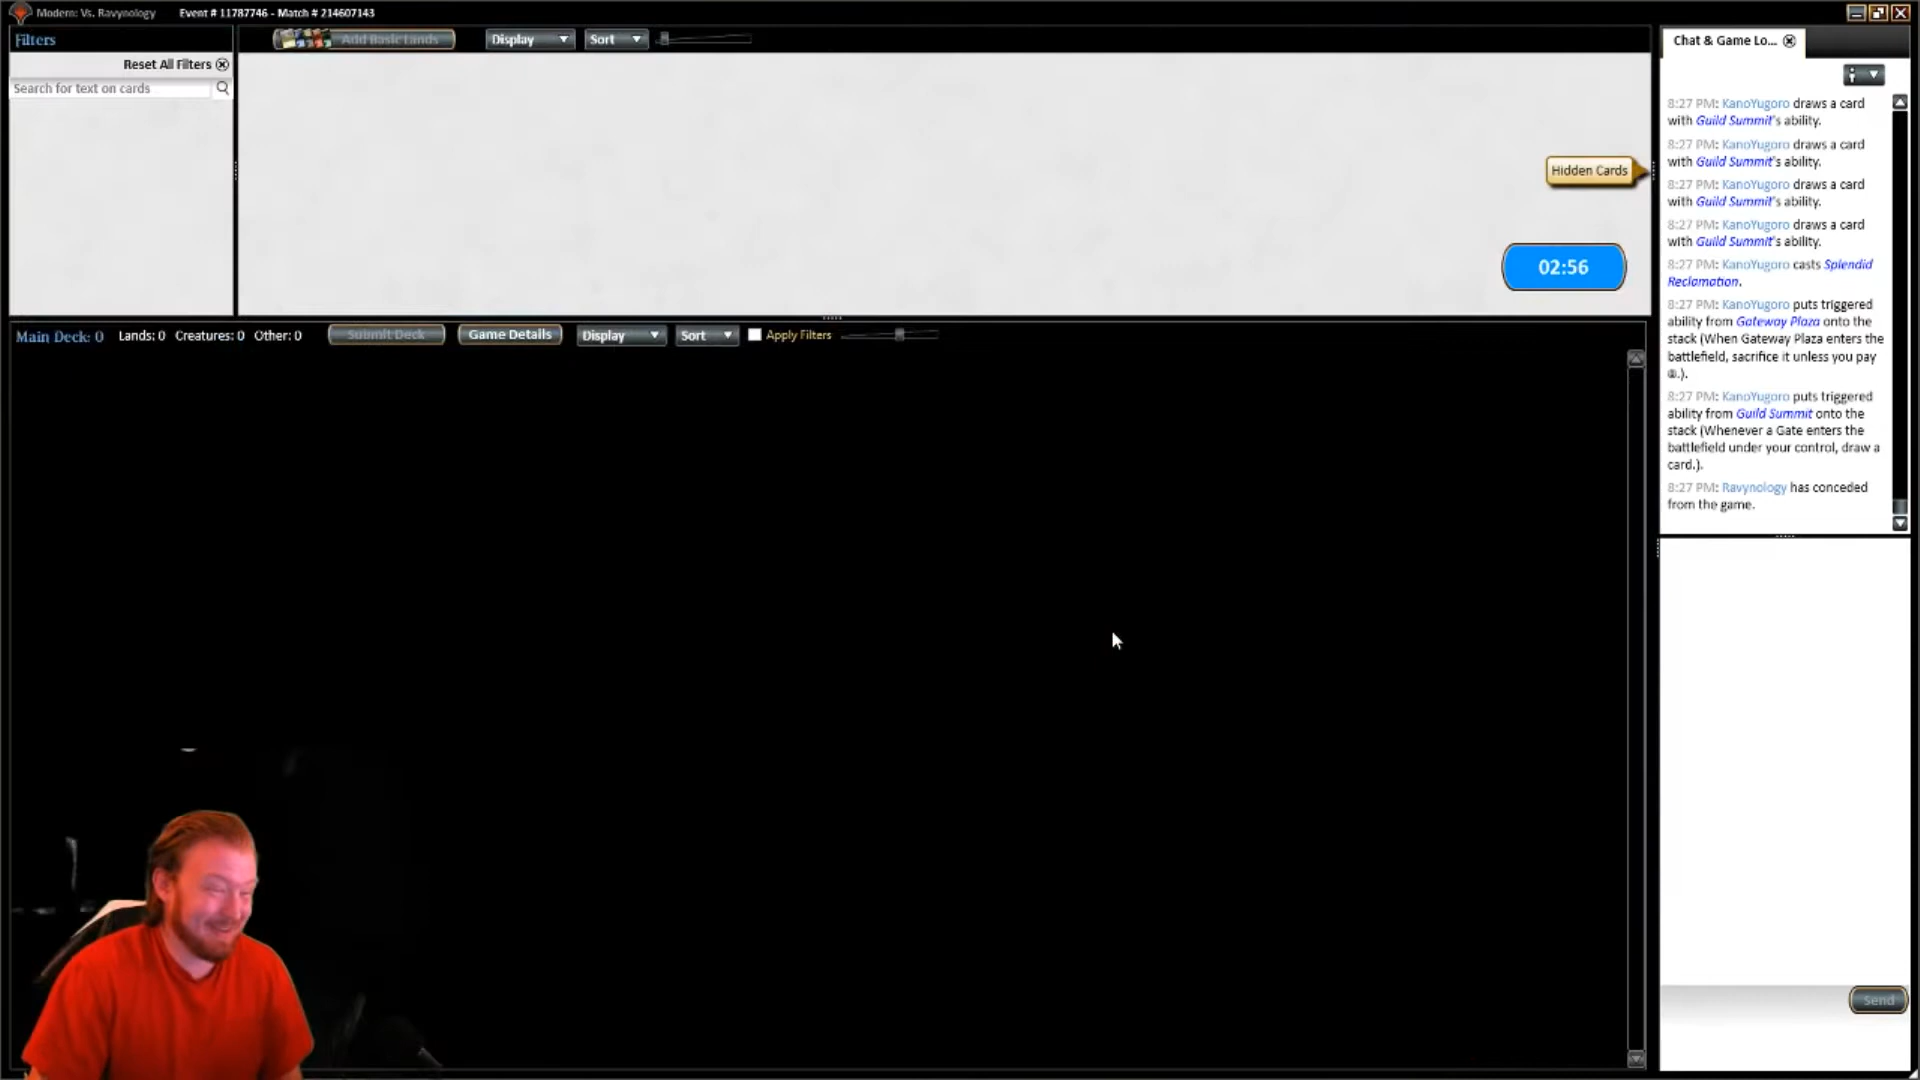 Modern: Vs. Ravynology Event # 11787746 - Match # 214607143
Filters
Reset All Filters
Search for text on cards
Add Basic Lands Display Sort
Hidden Cards
02:56
Main Deck: 0 Lands: 0 Creatures: 0 Other: 0 Submit Deck Game Details Display Sort Apply Filters
Chat & Game Lo...
8:27 PM: KanoYugoro draws a card
with Guild Summit's ability.
8:27 PM: KanoYugoro draws a card
with Guild Summit's ability.
8:27 PM: KanoYugoro draws a card
with Guild Summit's ability.
8:27 PM: KanoYugoro draws a card
with Guild Summit's ability.
8:27 PM: KanoYugoro casts Splendid
Reclamation.
8:27 PM: KanoYugoro puts triggered
ability from Gateway Plaza onto the
stack (When Gateway Plaza enters the
battlefield, sacrifice it unless you pay
①.).
8:27 PM: KanoYugoro puts triggered
ability from Guild Summit onto the
stack (Whenever a Gate enters the
battlefield under your control, draw a
card.).
8:27 PM: Ravynology has conceded
from the game.
Send